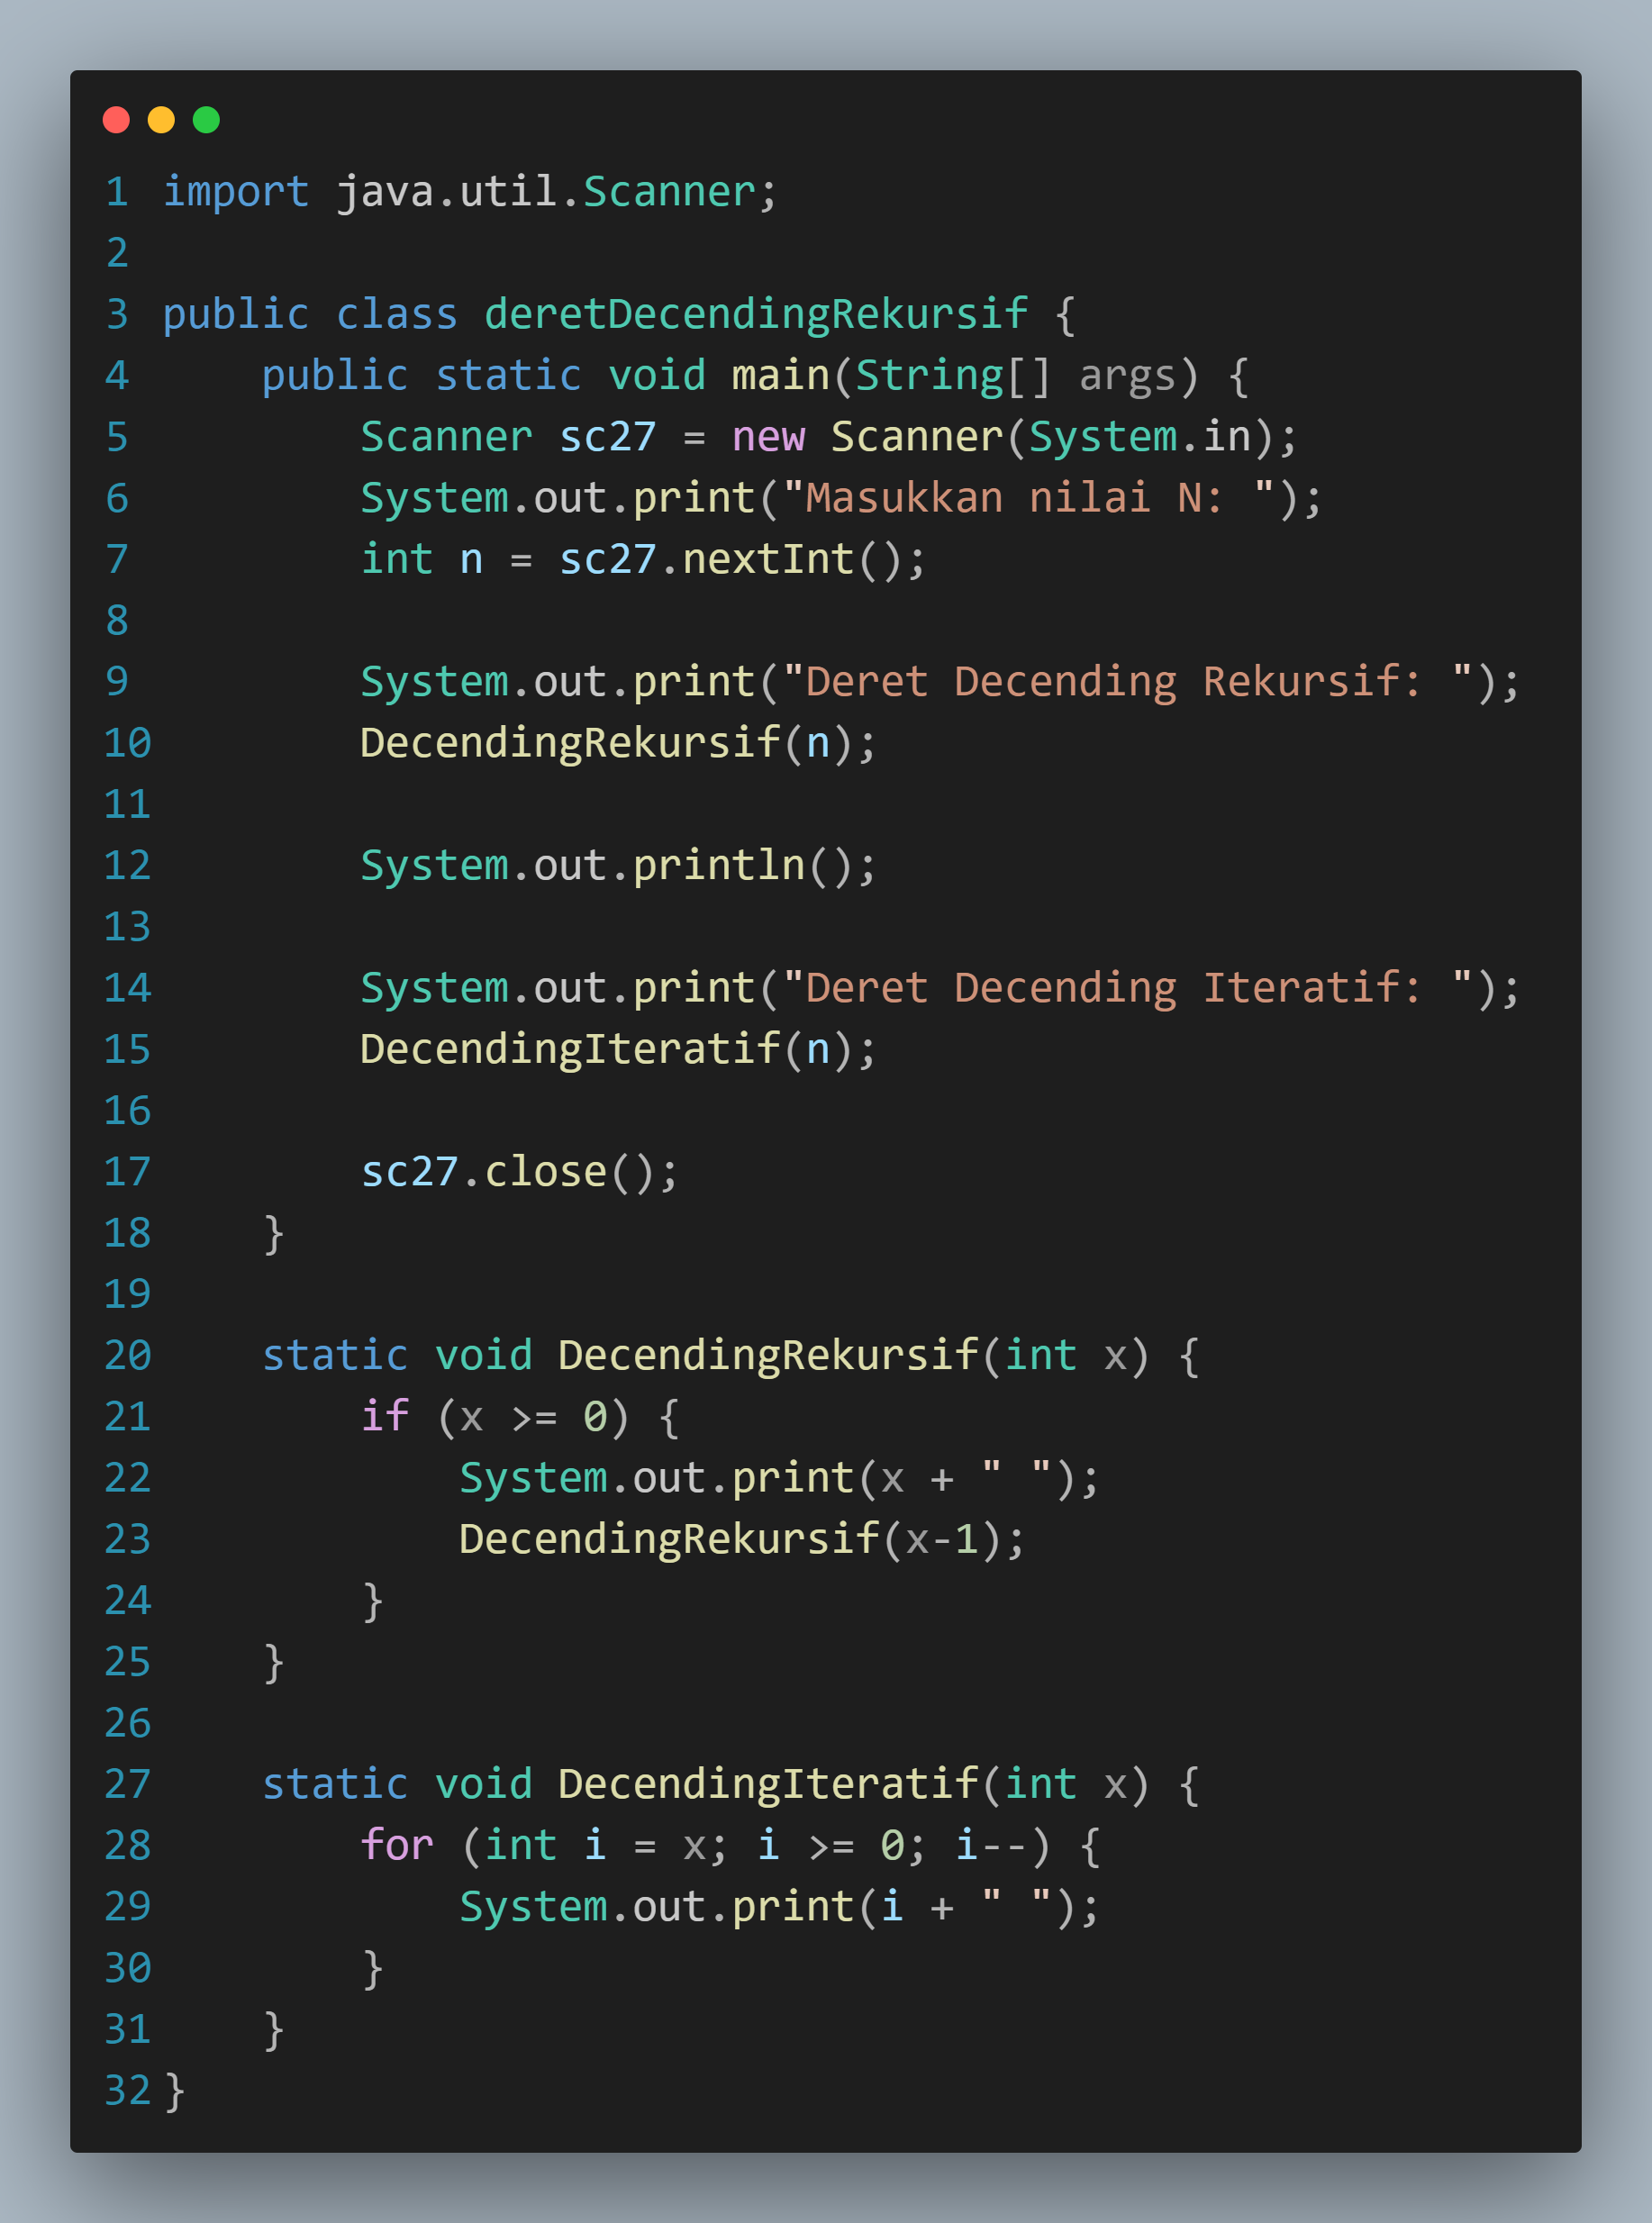 1 import java.util.Scanner;
2
3 public class deretDecendingRekursif {
4     public static void main(String[] args) {
5         Scanner sc27 = new Scanner(System.in);
6         System.out.print("Masukkan nilai N: ");
7         int n = sc27.nextInt();
8
9         System.out.print("Deret Decending Rekursif: ");
10         DecendingRekursif(n);
11
12         System.out.println();
13
14         System.out.print("Deret Decending Iteratif: ");
15         DecendingIteratif(n);
16
17         sc27.close();
18     }
19
20     static void DecendingRekursif(int x) {
21         if (x >= 0) {
22             System.out.print(x + " ");
23             DecendingRekursif(x-1);
24         }
25     }
26
27     static void DecendingIteratif(int x) {
28         for (int i = x; i >= 0; i--) {
29             System.out.print(i + " ");
30         }
31     }
32 }